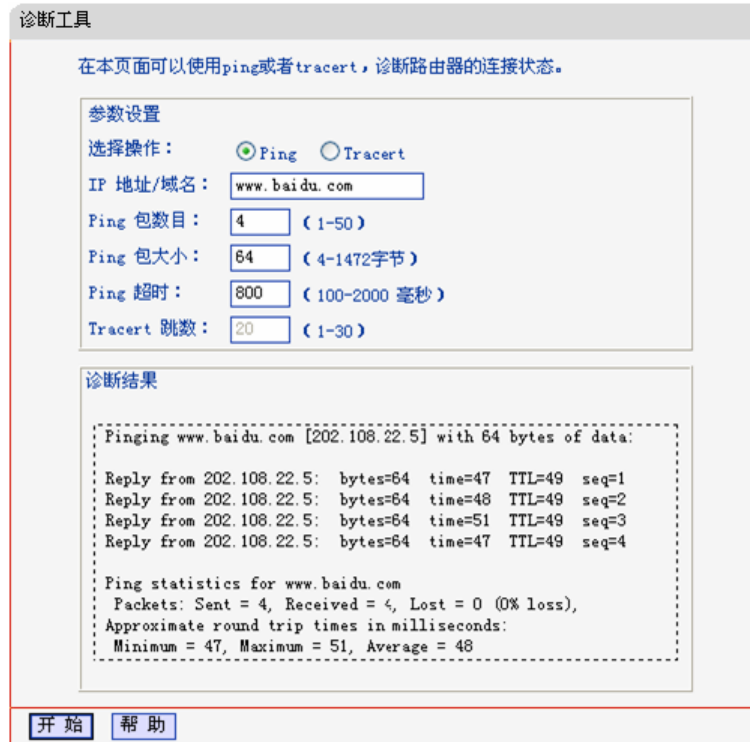 诊断工具
在本页面可以使用ping或者tracert，诊断路由器的连接状态。
参数设置
选择操作： Ping Tracert
IP 地址/域名： www.baidu.com
Ping 包数目： 4 （1-50）
Ping 包大小： 64 （4-1472字节）
Ping 超时： 800 （100-2000 毫秒）
Tracert 跳数： 20 （1-30）
诊断结果
Pinging www.baidu.com [202.108.22.5] with 64 bytes of data:
Reply from 202.108.22.5: bytes=64 time=47 TTL=49 seq=1
Reply from 202.108.22.5: bytes=64 time=48 TTL=49 seq=2
Reply from 202.108.22.5: bytes=64 time=51 TTL=49 seq=3
Reply from 202.108.22.5: bytes=64 time=47 TTL=49 seq=4
Ping statistics for www.baidu.com
Packets: Sent = 4, Received = 4, Lost = 0 (0% loss),
Approximate round trip times in milliseconds:
Minimum = 47, Maximum = 51, Average = 48
开 始 帮 助